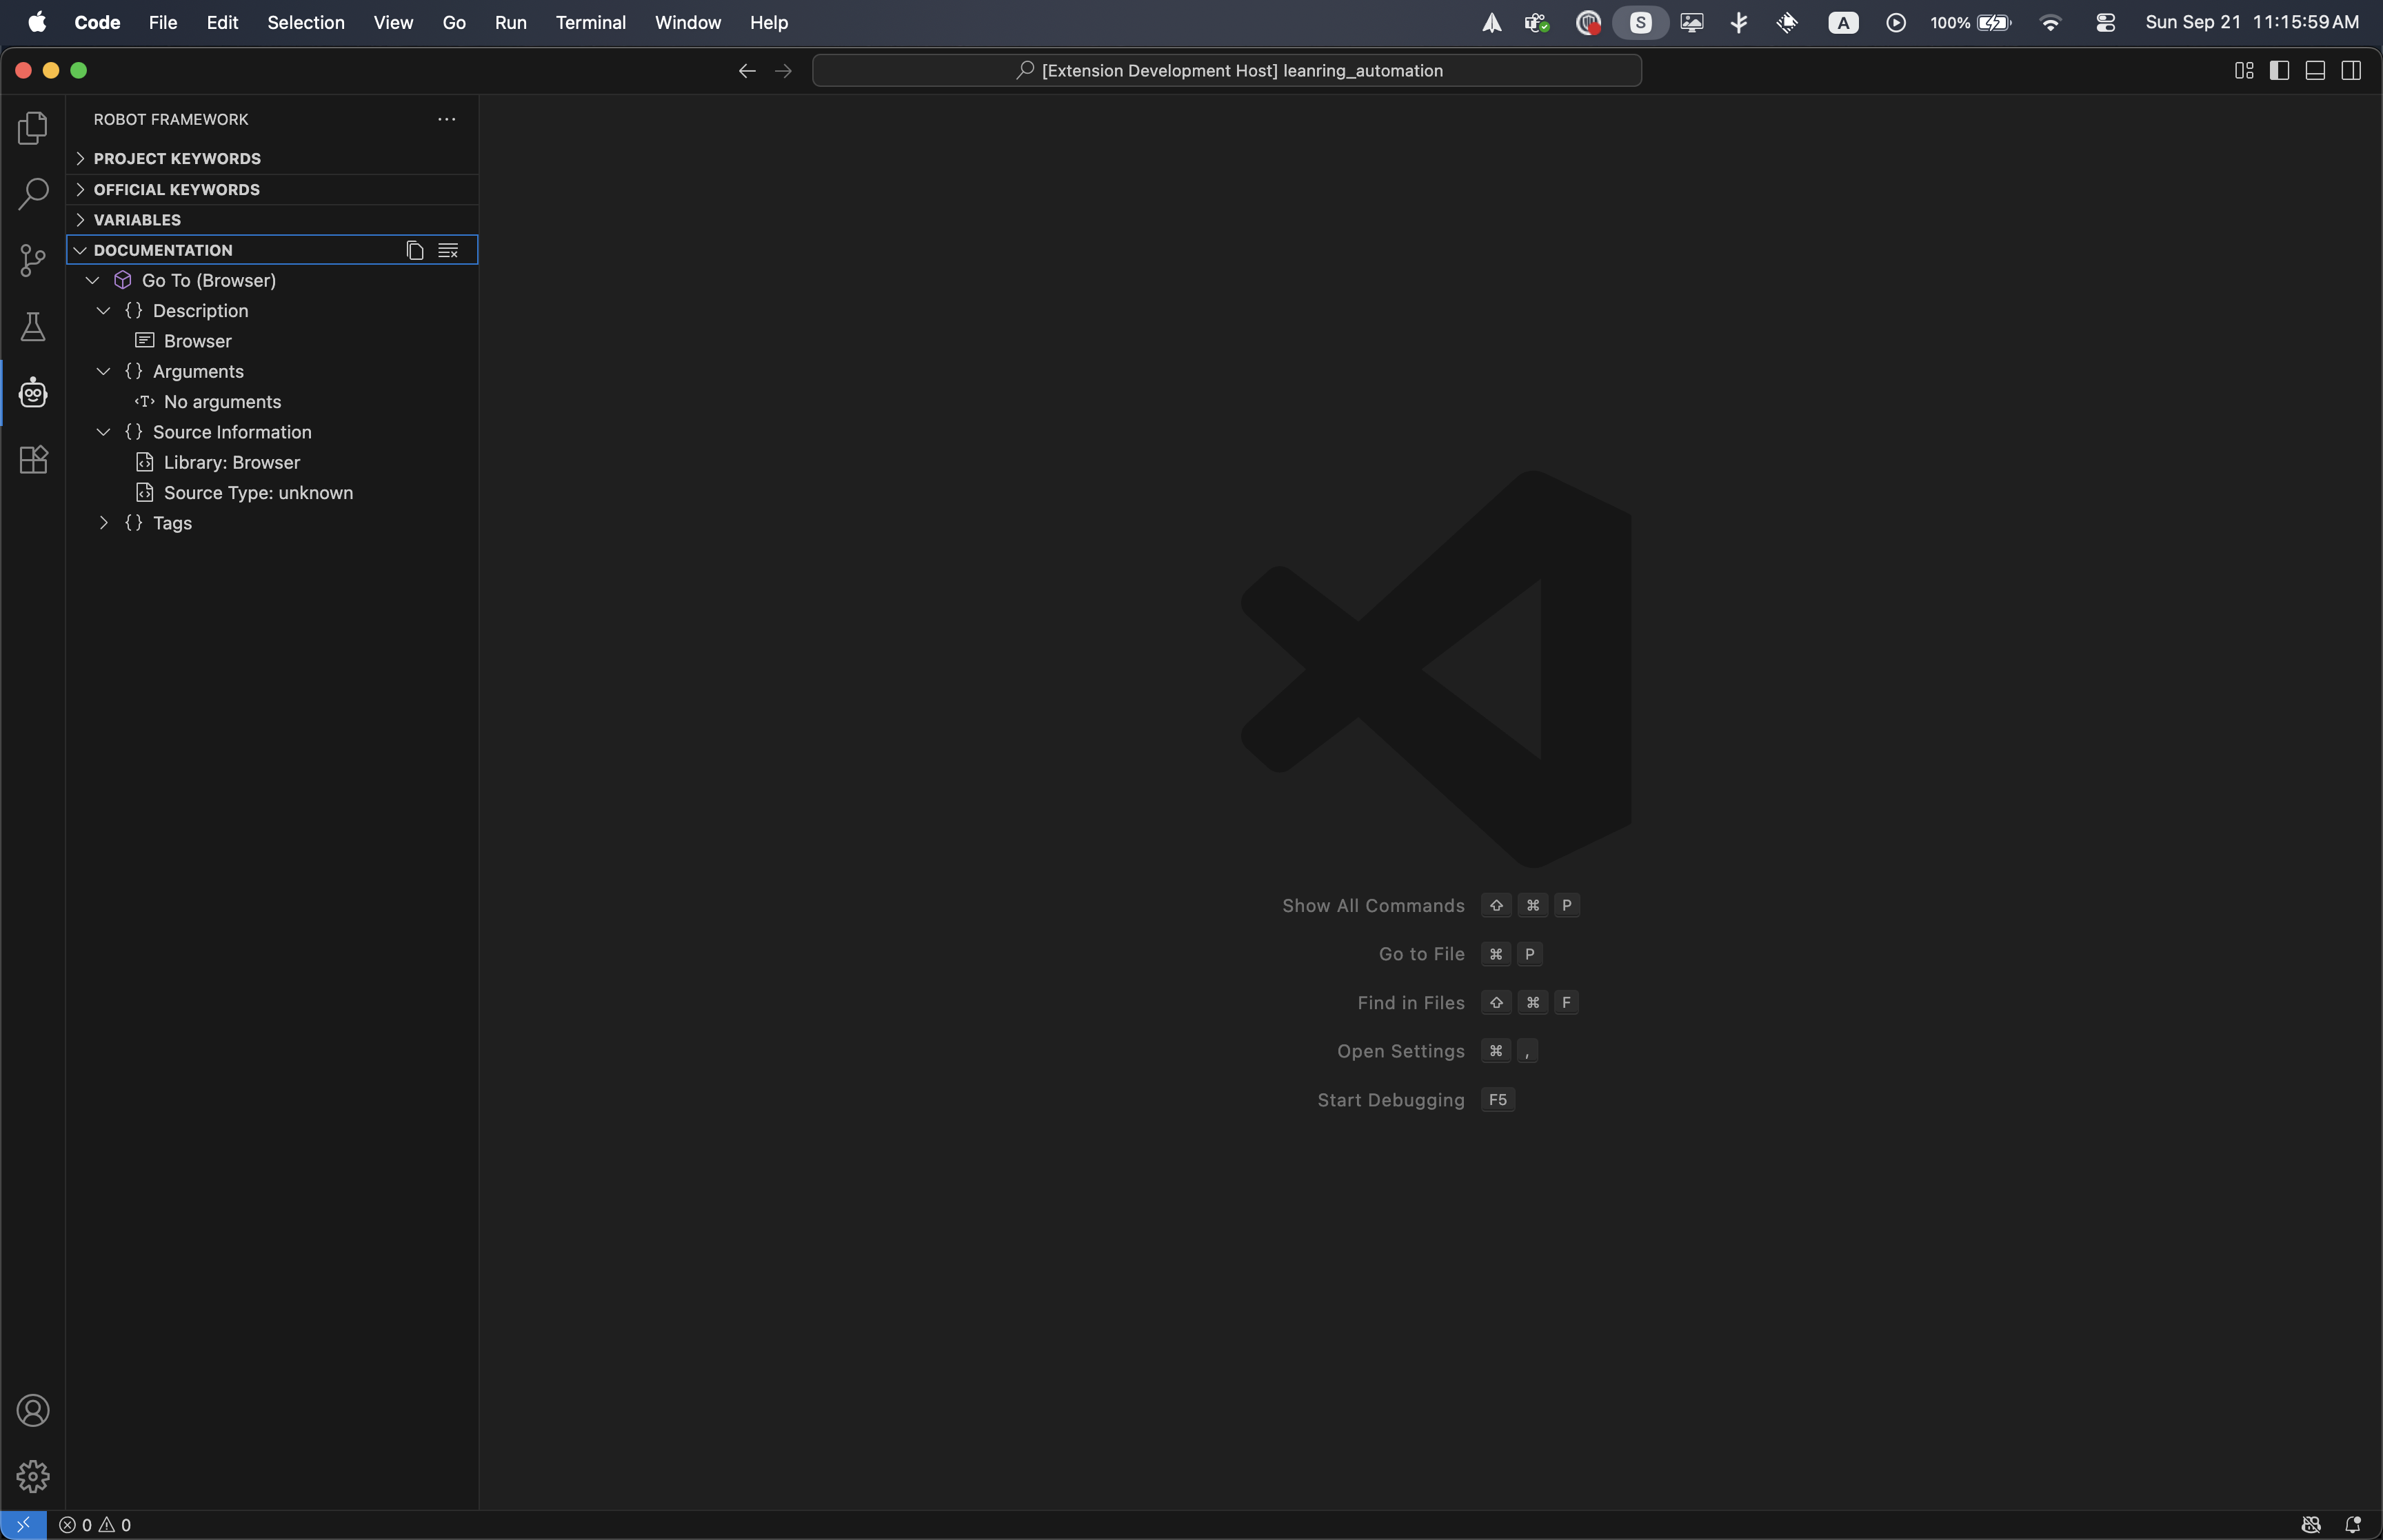 Code File Edit Selection View Go Run Terminal Window Help S A 100% Sun Sep 21 11:15:59 AM
[Extension Development Host] leanring_automation
ROBOT FRAMEWORK
PROJECT KEYWORDS
OFFICIAL KEYWORDS
VARIABLES
DOCUMENTATION
Go To (Browser)
{} Description
Browser
{} Arguments
<T> No arguments
{} Source Information
Library: Browser
Source Type: unknown
{} Tags
Show All Commands ⇧ ⌘ P
Go to File ⌘ P
Find in Files ⇧ ⌘ F
Open Settings ⌘ ,
Start Debugging F5
0 0